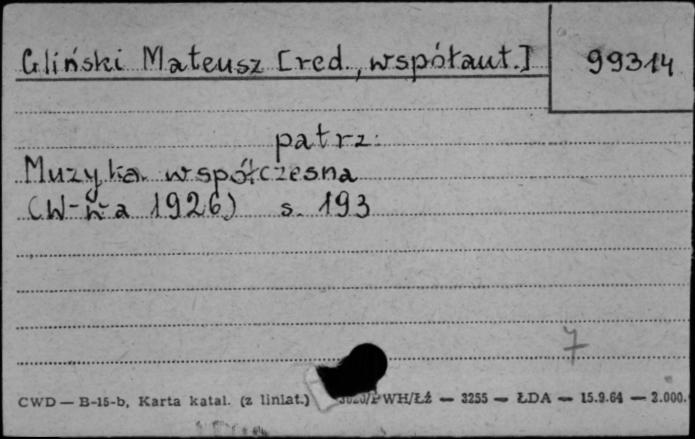 Gliński Mateusz [red., współaut.] 99314
patrz:
Muzyka współczesna
(W-wa 1926) s. 193
7
CWD — B-15-b, Karta katal. (z liniat.) /PWH/Łź — 3255 — ŁDA — 15.9.64 — 2.000.